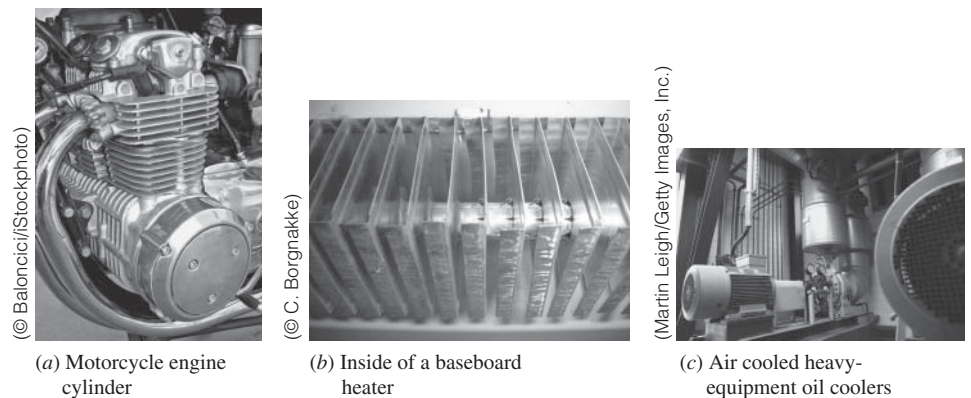 (© Baloncici/iStockphoto)
(a) Motorcycle engine
cylinder
(© C. Borgnakke)
(b) Inside of a baseboard
heater
(Martin Leigh/Getty Images, Inc.)
(c) Air cooled heavy-
equipment oil coolers